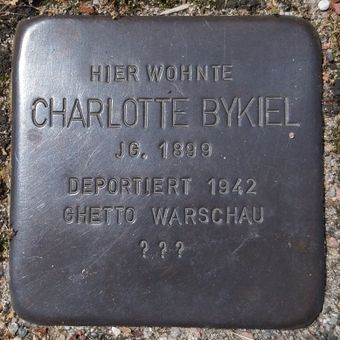 HIER WOHNTE
CHARLOTTE BYKIEL
JG. 1899
DEPORTIERT 1942
GHETTO WARSCHAU
? ? ?